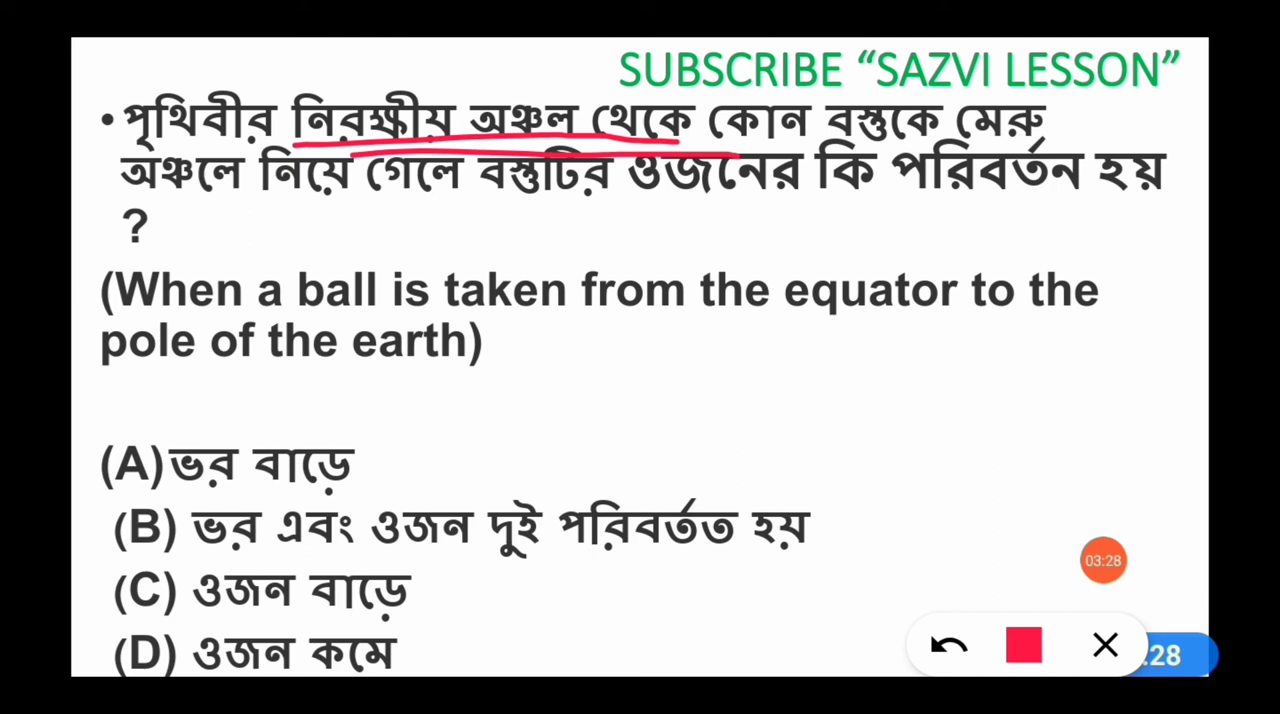 SUBSCRIBE “SAZVI LESSON”
•পৃথিবীর নিরক্ষীয় অঞ্চল থেকে কোন বস্তুকে মেরু
অঞ্চলে নিয়ে গেলে বস্তুটির ওজনের কি পরিবর্তন হয়
?
(When a ball is taken from the equator to the
pole of the earth)
(A)ভর বাড়ে
(B) ভর এবং ওজন দুই পরিবর্তত হয়
(C) ওজন বাড়ে
03:28
(D) ওজন কমে
:28